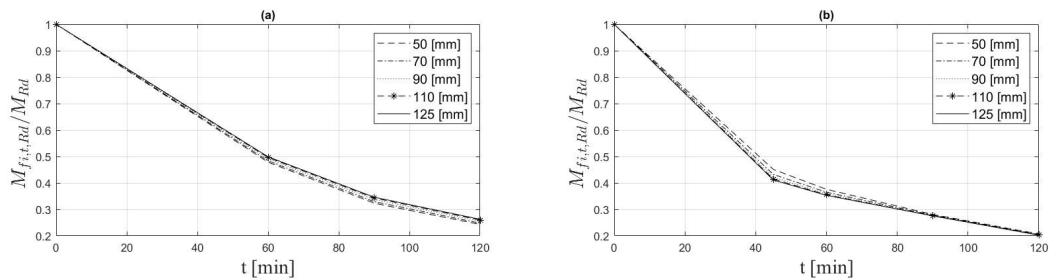 (a)
1
0.9
0.8
0.7
0.6
0.5
0.4
0.3
0.2
M_{fi,t,Rd}/M_{Rd}
50 [mm]
70 [mm]
90 [mm]
110 [mm]
125 [mm]
0 20 40 60 80 100 120
t [min]
(b)
1
0.9
0.8
0.7
0.6
0.5
0.4
0.3
0.2
M_{fi,t,Rd}/M_{Rd}
50 [mm]
70 [mm]
90 [mm]
110 [mm]
125 [mm]
0 20 40 60 80 100 120
t [min]